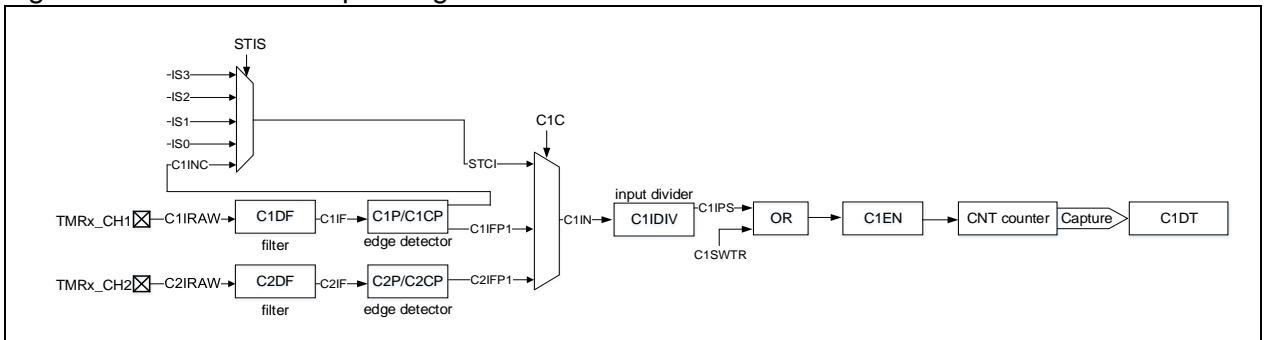 STIS
IS3
IS2
IS1
IS0
C1INC
STCI
C1C
TMRx_CH1
C1IRAW
C1DF
filter
C1IF
C1P/C1CP
edge detector
C1IFP1
C1IN
input divider
C1IDIV
C1IPS
C1SWTR
OR
C1EN
CNT counter
Capture
C1DT
TMRx_CH2
C2IRAW
C2DF
filter
C2IF
C2P/C2CP
edge detector
C2IFP1